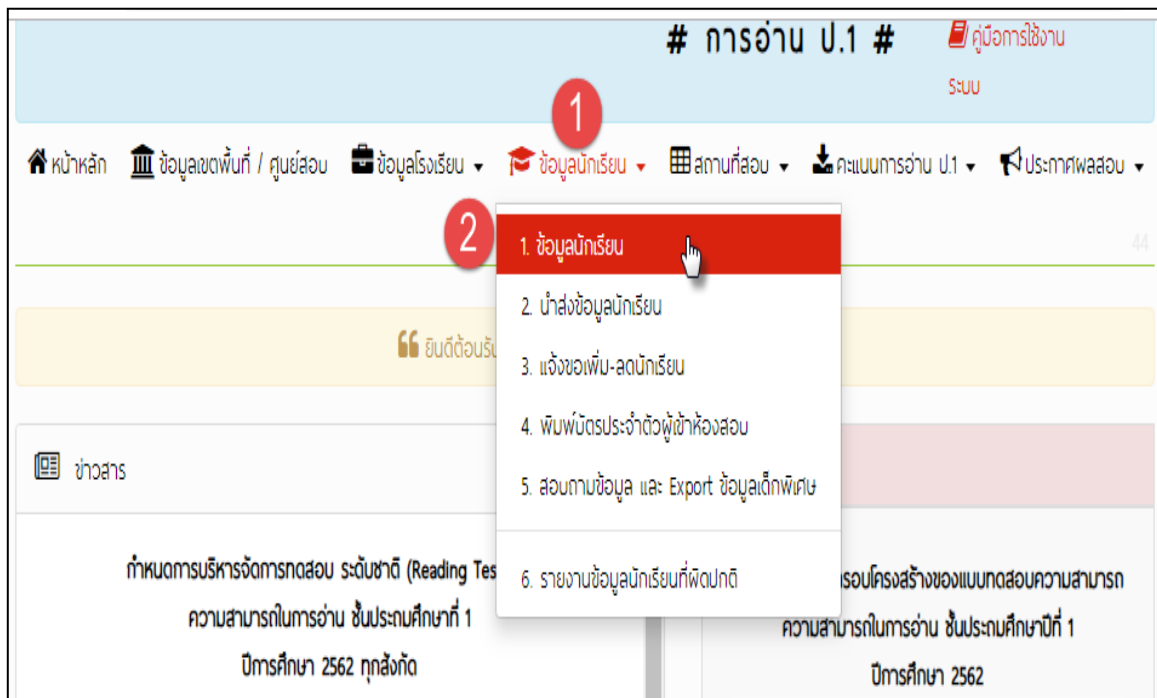 # การอ่าน ป.1 #
คู่มือการใช้งาน
ระบบ
1
หน้าหลัก ข้อมูลเขตพื้นที่ / ศูนย์สอบ ข้อมูลโรงเรียน ข้อมูลนักเรียน สถานที่สอบ คะแนนการอ่าน ป.1 ประกาศผลสอบ
2
1. ข้อมูลนักเรียน
44
2. นำส่งข้อมูลนักเรียน
ยินดีต้อนรับ
3. แจ้งขอเพิ่ม-ลดนักเรียน
4. พิมพ์บัตรประจำตัวผู้เข้าห้องสอบ
ข่าวสาร
5. สอบถามข้อมูล และ Export ข้อมูลเด็กพิเศษ
6. รายงานข้อมูลนักเรียนที่ผิดปกติ
กำหนดการบริหารจัดการทดสอบ ระดับชาติ (Reading Tes
ความสามารถในการอ่าน ชั้นประถมศึกษาที่ 1
ปีการศึกษา 2562 ทุกสังกัด
รอบโครงสร้างของแบบทดสอบความสามารถ
ความสามารถในการอ่าน ชั้นประถมศึกษาปีที่ 1
ปีการศึกษา 2562